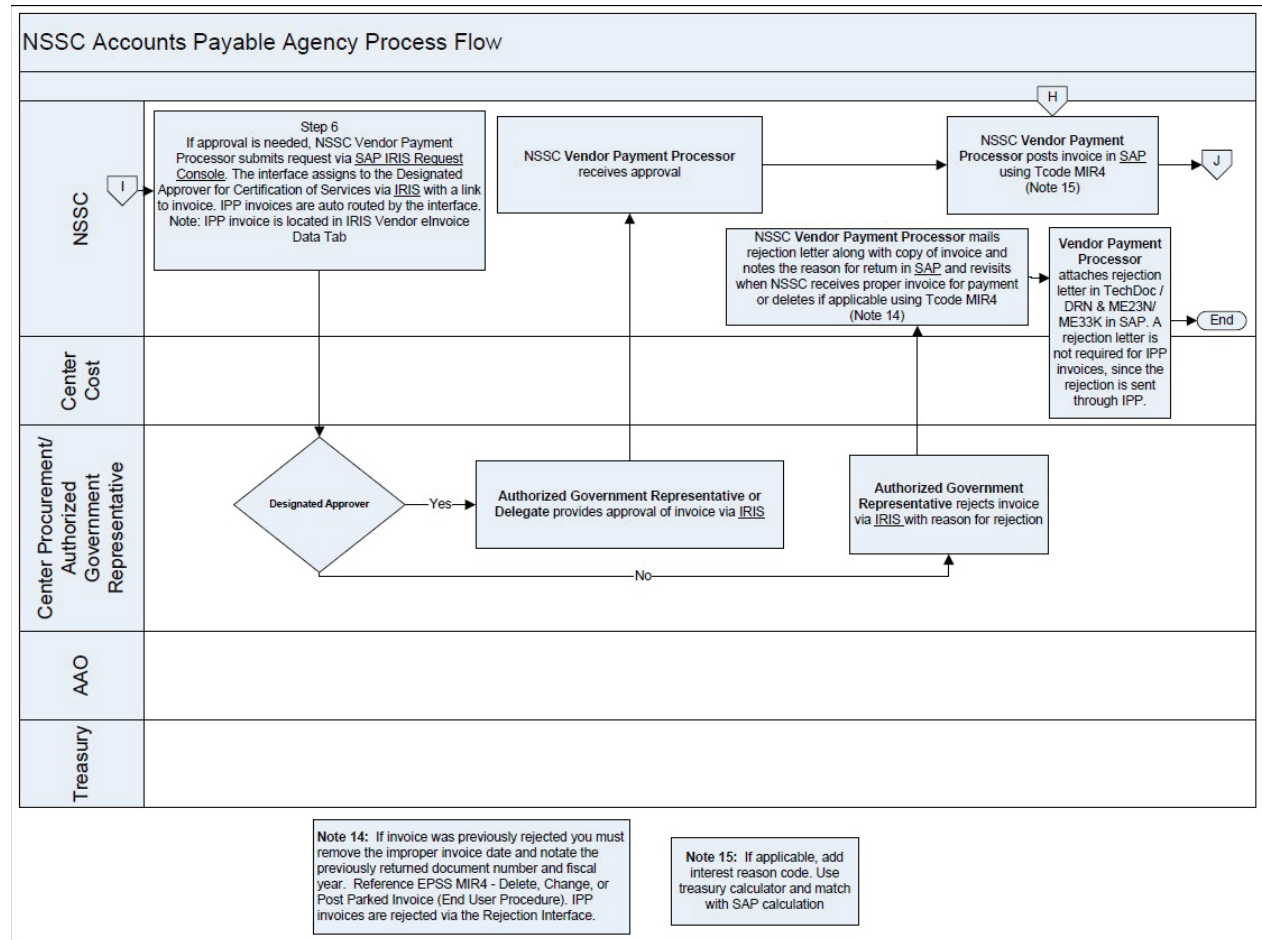 NSSC Accounts Payable Agency Process Flow
H
NSSC
I
Step 6
If approval is needed, NSSC Vendor Payment
Processor submits request via SAP IRIS Request
Console. The interface assigns to the Designated
Approver for Certification of Services via IRIS with a link
to invoice. IPP invoices are auto routed by the interface.
Note: IPP invoice is located in IRIS Vendor eInvoice
Data Tab
NSSC Vendor Payment Processor
receives approval
NSSC Vendor Payment
Processor posts invoice in SAP
using Tcode MIR4
(Note 15)
J
NSSC Vendor Payment Processor mails
rejection letter along with copy of invoice and
notes the reason for return in SAP and revisits
when NSSC receives proper invoice for payment
or deletes if applicable using Tcode MIR4
(Note 14)
Vendor Payment
Processor
attaches rejection
letter in TechDoc /
DRN & ME23N/
ME33K in SAP. A
rejection letter is
not required for IPP
invoices, since the
rejection is sent
through IPP.
End
Center
Cost
Center Procurement/
Authorized
Government
Representative
Designated Approver
Yes
Authorized Government Representative or
Delegate provides approval of invoice via IRIS
Authorized Government
Representative rejects invoice
via IRIS with reason for rejection
No
AAO
Treasury
Note 14: If invoice was previously rejected you must
remove the improper invoice date and notate the
previously returned document number and fiscal
year. Reference EPSS MIR4 - Delete, Change, or
Post Parked Invoice (End User Procedure). IPP
invoices are rejected via the Rejection Interface.
Note 15: If applicable, add
interest reason code. Use
treasury calculator and match
with SAP calculation